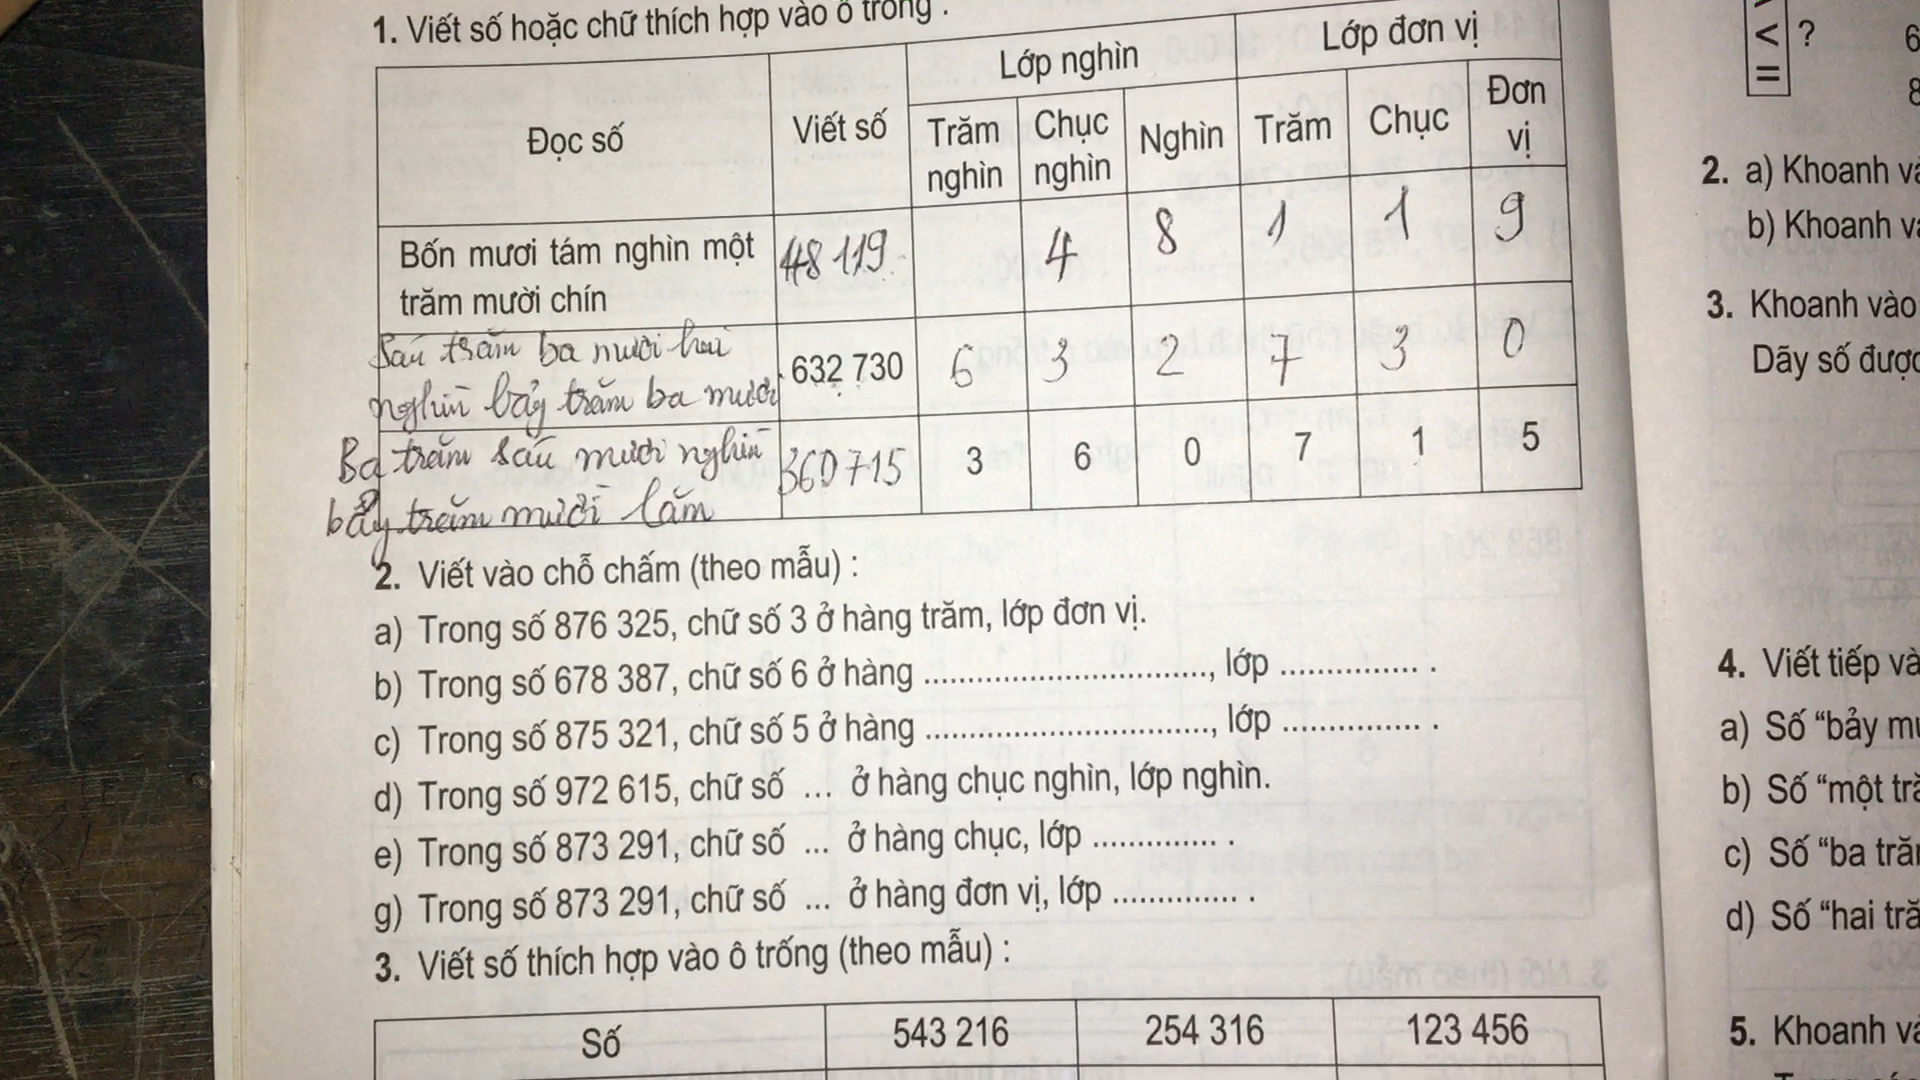 1. Viết số hoặc chữ thích hợp vào ô trống :
Đọc số
Viết số
Lớp nghìn
Lớp đơn vị
Trăm nghìn
Chục nghìn
Nghìn
Trăm
Chục
Đơn vị
Bốn mươi tám nghìn một
trăm mười chín
48 119
4
8
1
1
9
Sáu trăm ba mươi hai
nghìn bảy trăm ba mươi
632 730
6
3
2
7
3
0
Ba trăm sáu mươi nghìn
bảy trăm mười lăm
360715
3
6
0
7
1
5
2. Viết vào chỗ chấm (theo mẫu) :
a) Trong số 876 325, chữ số 3 ở hàng trăm, lớp đơn vị.
b) Trong số 678 387, chữ số 6 ở hàng ............................., lớp .............. .
c) Trong số 875 321, chữ số 5 ở hàng ............................., lớp .............. .
d) Trong số 972 615, chữ số ... ở hàng chục nghìn, lớp nghìn.
e) Trong số 873 291, chữ số ... ở hàng chục, lớp ............. .
g) Trong số 873 291, chữ số ... ở hàng đơn vị, lớp ............. .
3. Viết số thích hợp vào ô trống (theo mẫu) :
Số
543 216
254 316
123 456
<
=
?
6
8
2. a) Khoanh
b) Khoanh
3. Khoanh vào
Dãy số được
4. Viết tiếp
a) Số “bảy
b) Số “một
c) Số “ba
d) Số “hai
5. Khoanh